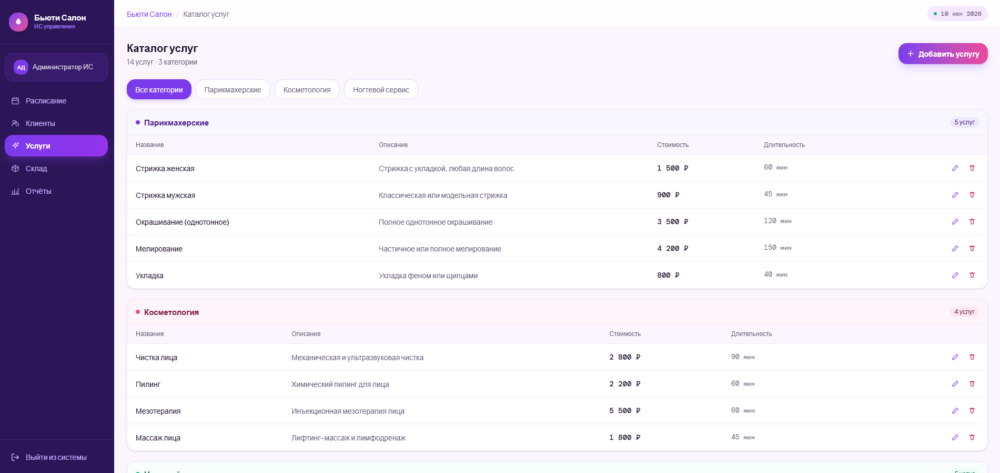 Бьюти Салон
ИС управления
АД Администратор ИС
Расписание
Клиенты
Услуги
Склад
Отчёты
Выйти из системы
Бьюти Салон / Каталог услуг
10 июн 2026
Каталог услуг
14 услуг · 3 категории
+ Добавить услугу
Все категории Парикмахерские Косметология Ногтевой сервис
Парикмахерские 5 услуг
Название Описание Стоимость Длительность
Стрижка женская Стрижка с укладкой, любая длина волос 1 500 ₽ 60 мин
Стрижка мужская Классическая или модельная стрижка 900 ₽ 45 мин
Окрашивание (однотонное) Полное однотонное окрашивание 3 500 ₽ 120 мин
Мелирование Частичное или полное мелирование 4 200 ₽ 150 мин
Укладка Укладка феном или щипцами 800 ₽ 40 мин
Косметология 4 услуг
Название Описание Стоимость Длительность
Чистка лица Механическая и ультразвуковая чистка 2 800 ₽ 90 мин
Пилинг Химический пилинг для лица 2 200 ₽ 60 мин
Мезотерапия Инъекционная мезотерапия лица 5 500 ₽ 60 мин
Массаж лица Лифтинг-массаж и лимфодренаж 1 800 ₽ 45 мин